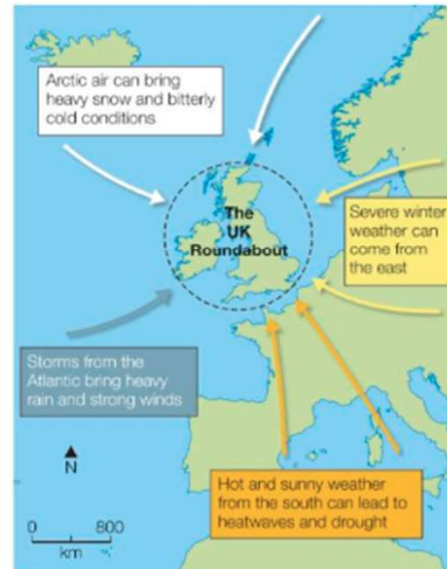 Arctic air can bring
heavy snow and bitterly
cold conditions
The
UK
Roundabout
Severe winter
weather can
come from
the east
Storms from the
Atlantic bring heavy
rain and strong winds
N
Hot and sunny weather
from the south can lead to
heatwaves and drought
0 800
km